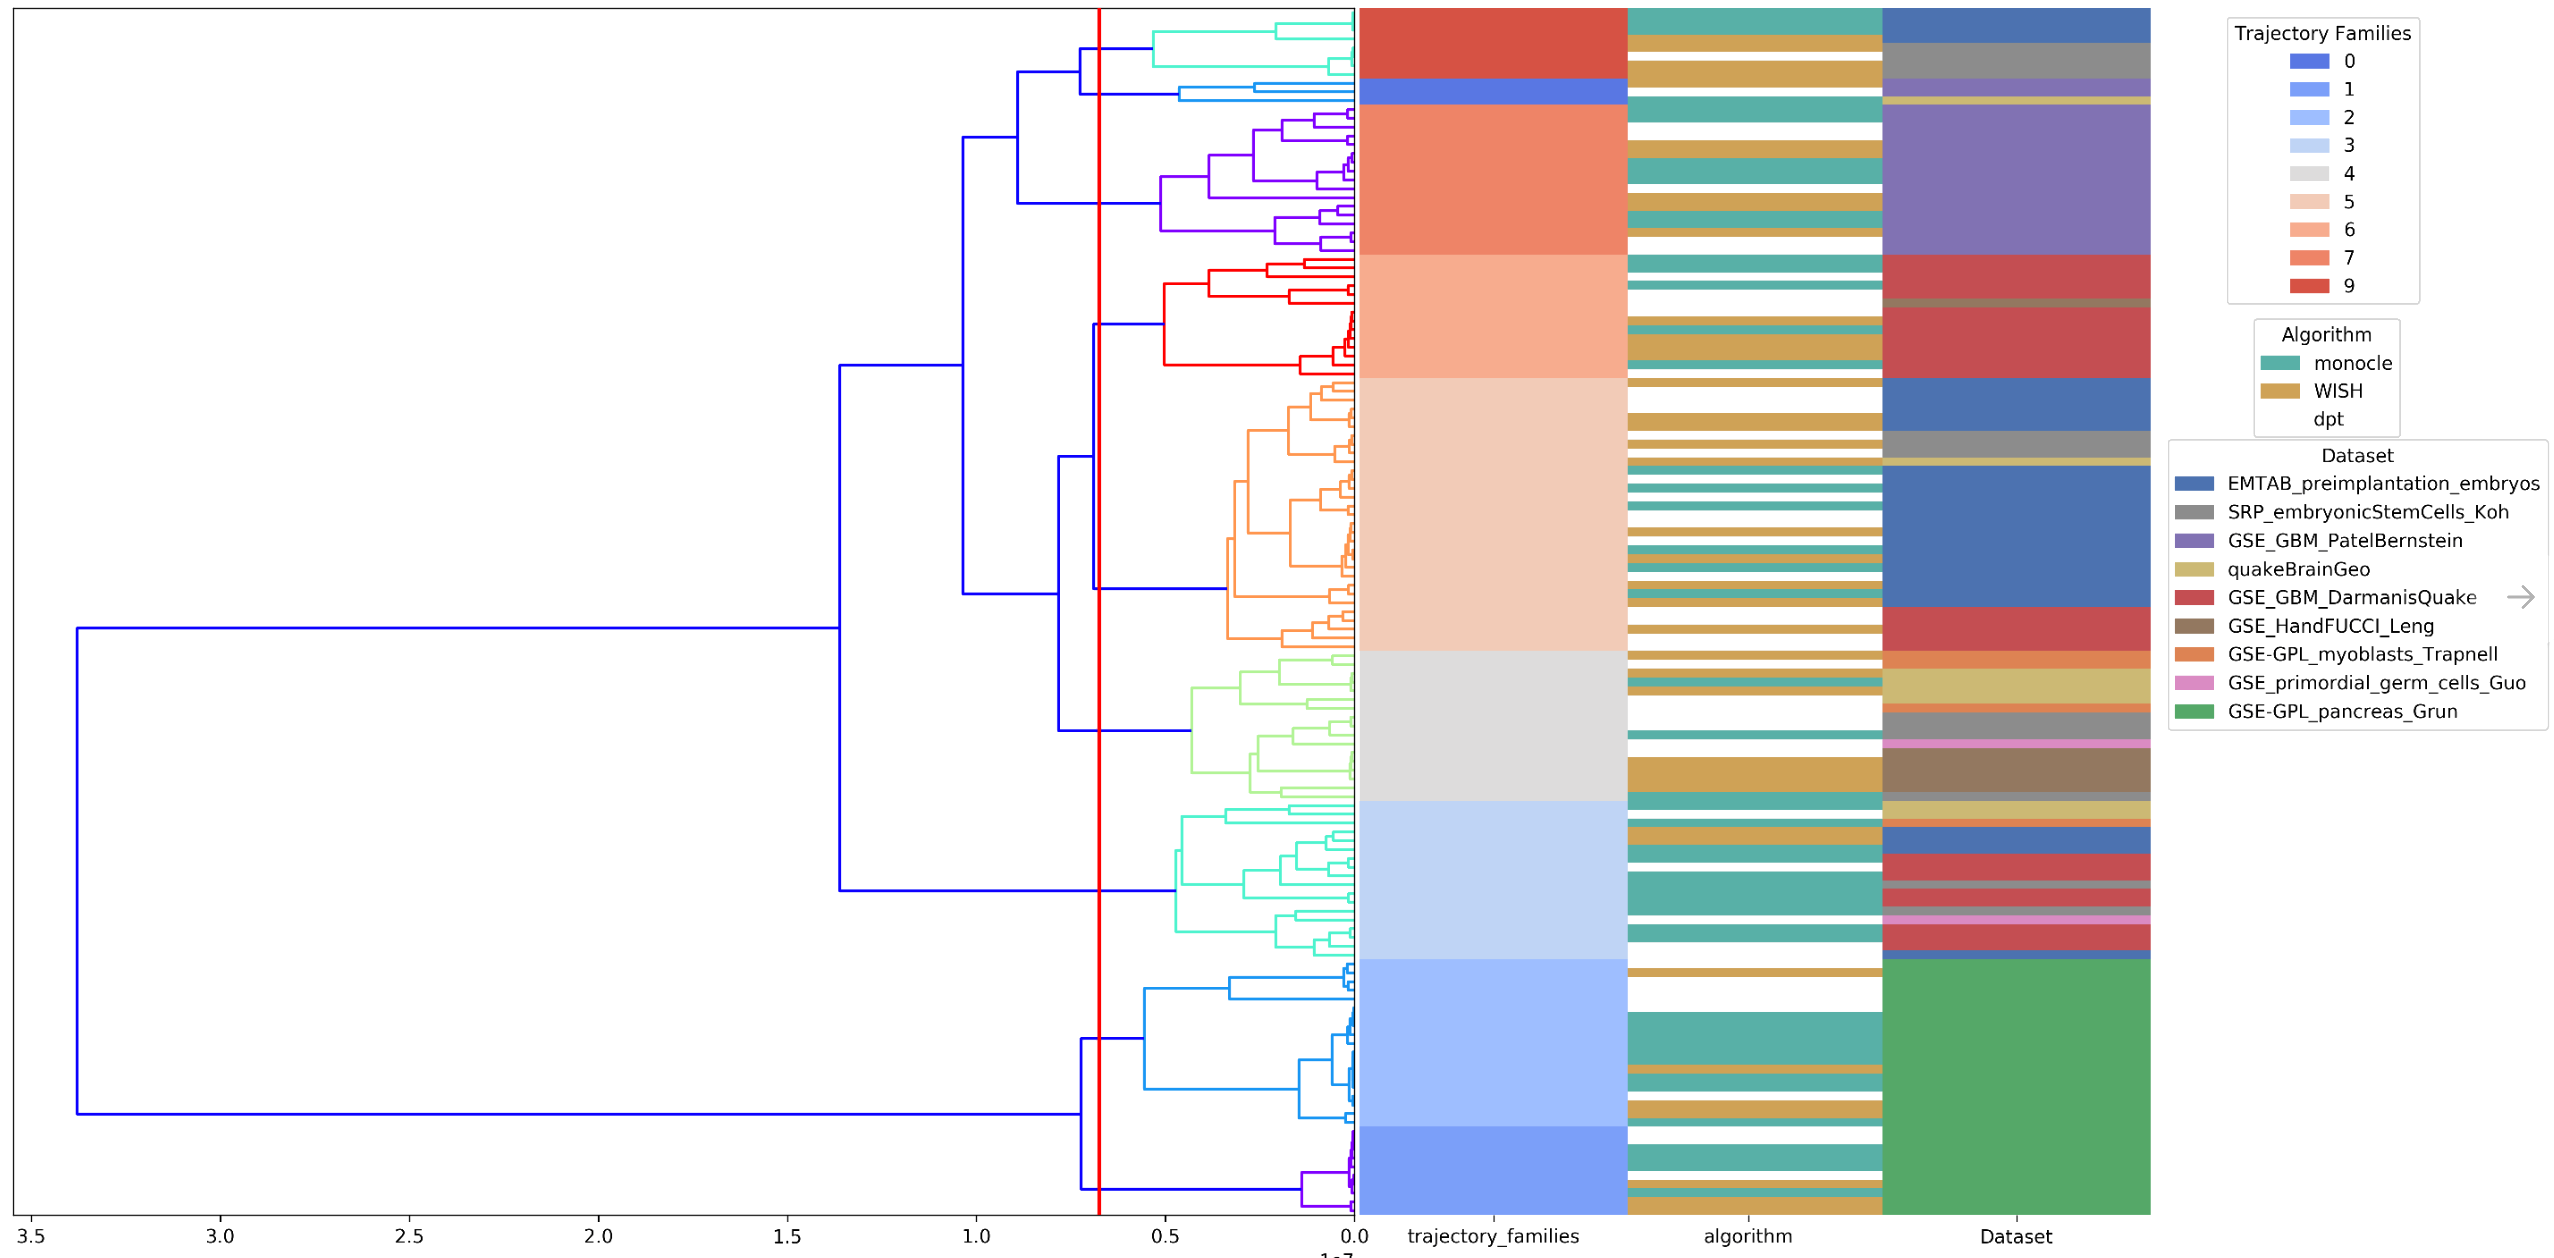 Trajectory Families
0
1
2
3
4
5
6
7
9
Algorithm
monocle
WISH
dpt
Dataset
EMTAB_preimplantation_embryos
SRP_embryonicStemCells_Koh
GSE_GBM_PatelBernstein
quakeBrainGeo
GSE_GBM_DarmanisQuake
GSE_HandFUCCI_Leng
GSE-GPL_myoblasts_Trapnell
GSE_primordial_germ_cells_Guo
GSE-GPL_pancreas_Grun
3.5 3.0 2.5 2.0 1.5 1.0 0.5 0.0 trajectory_families algorithm Dataset